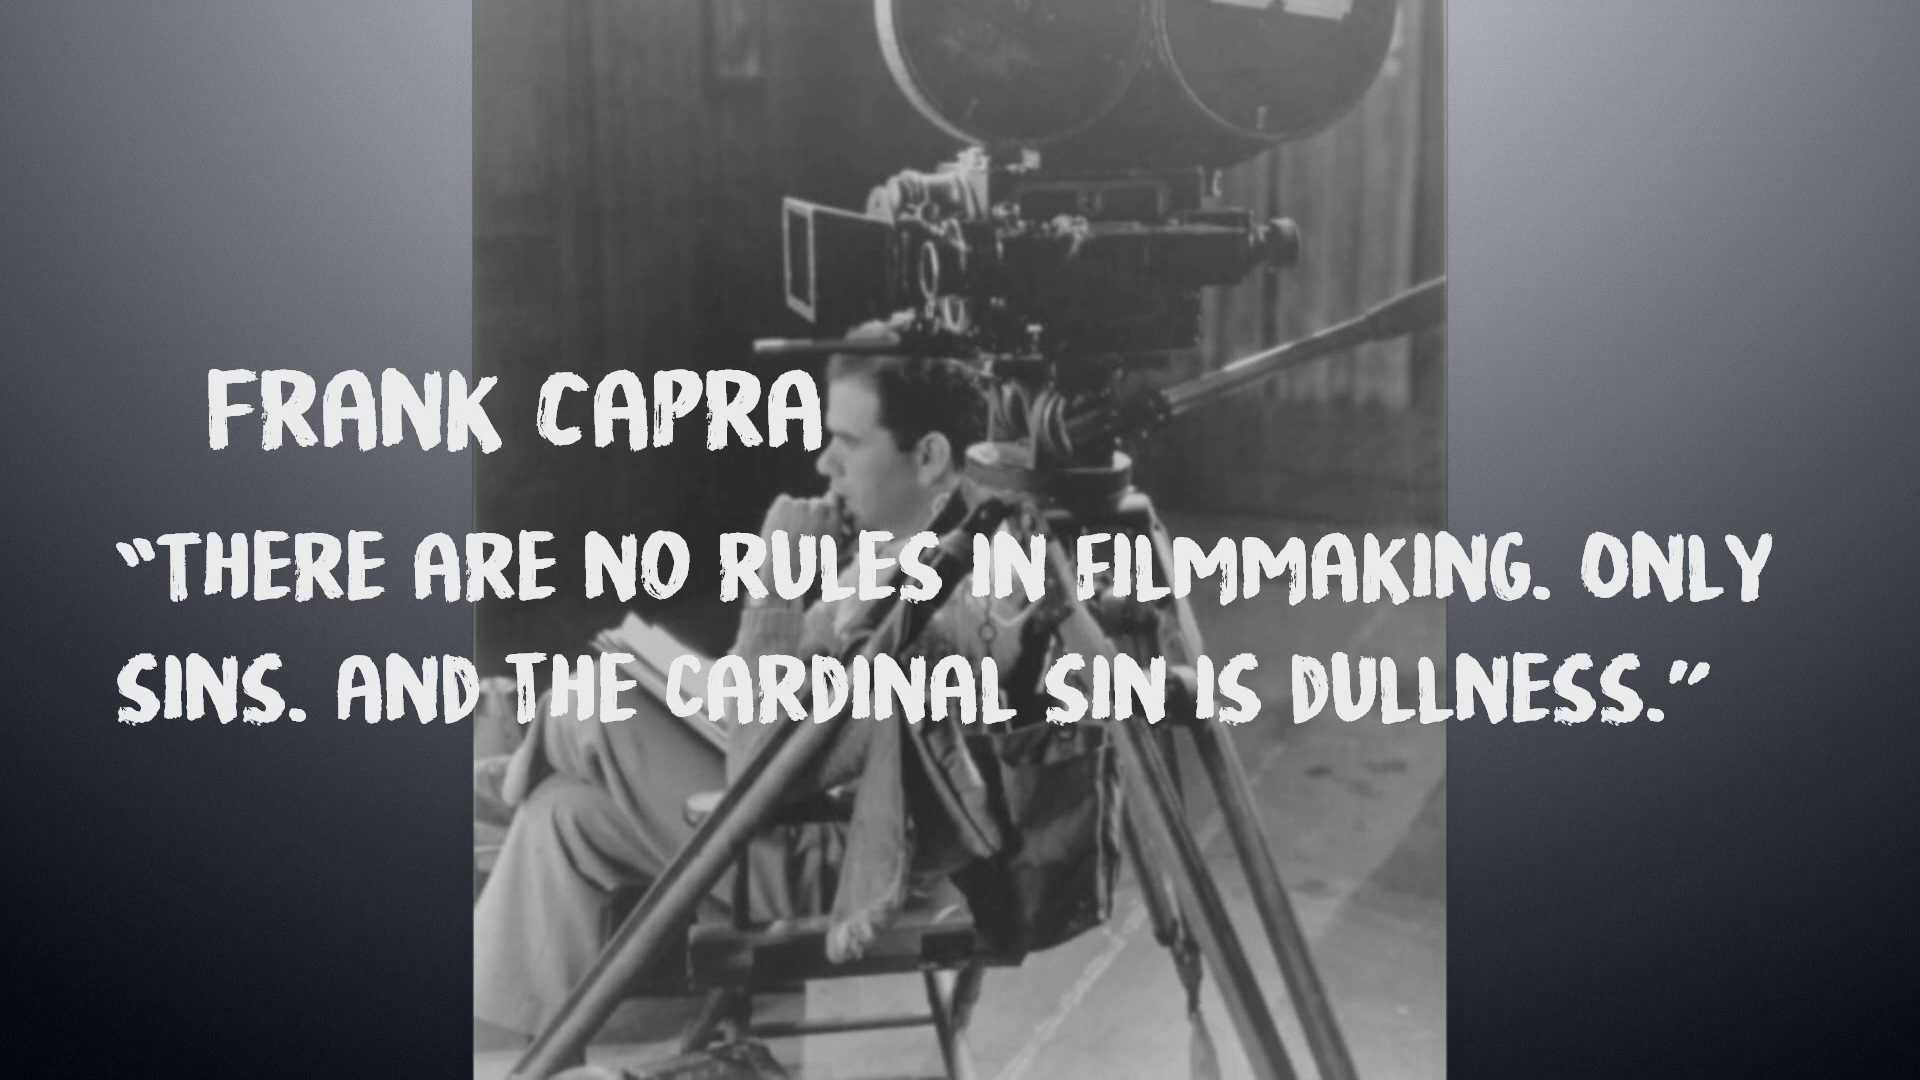 FRANK CAPRA
“THERE ARE NO RULES IN FILMMAKING. ONLY
SINS. AND THE CARDINAL SIN IS DULLNESS.”